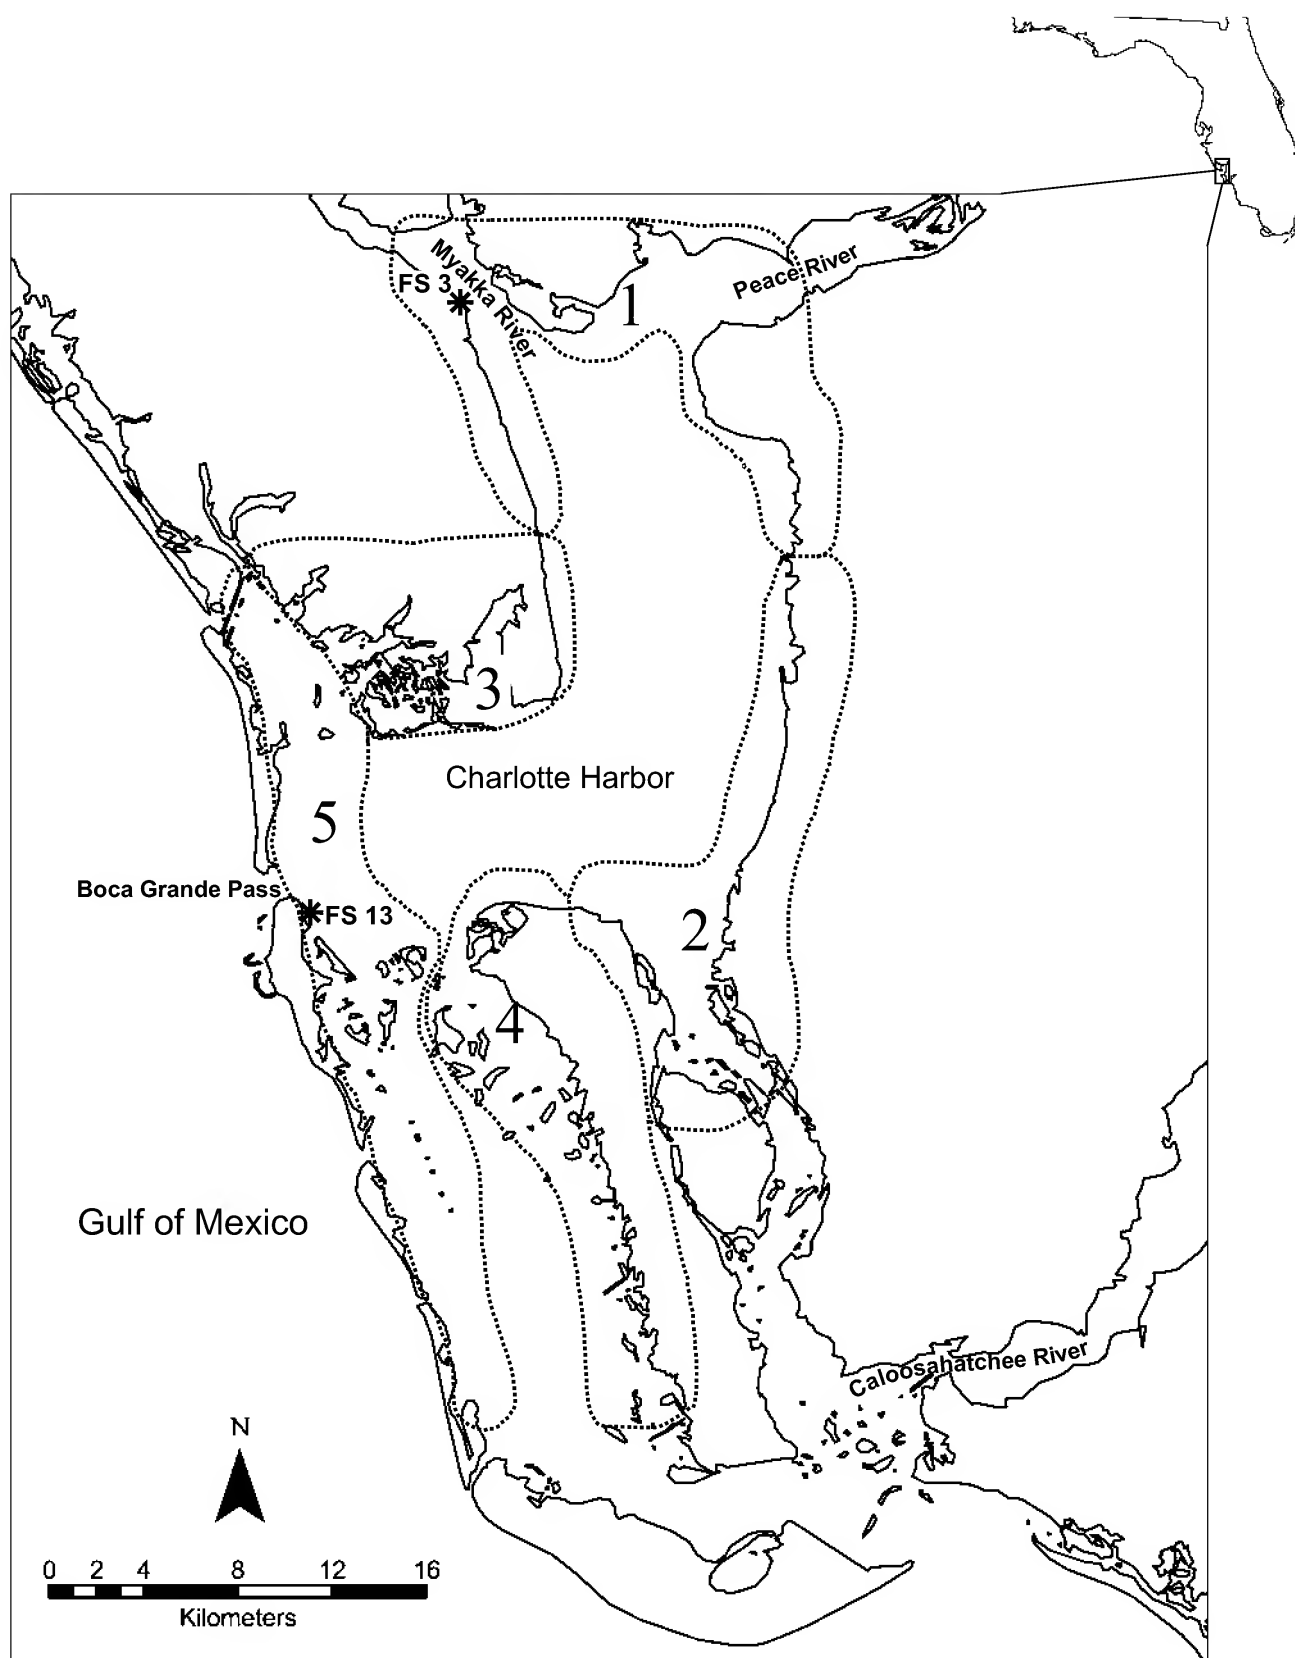 Myakka River
Peace River
FS 3
1
3
Charlotte Harbor
5
Boca Grande Pass
FS 13
2
4
Gulf of Mexico
Caloosahatchee River
N
0 2 4 8 12 16
Kilometers